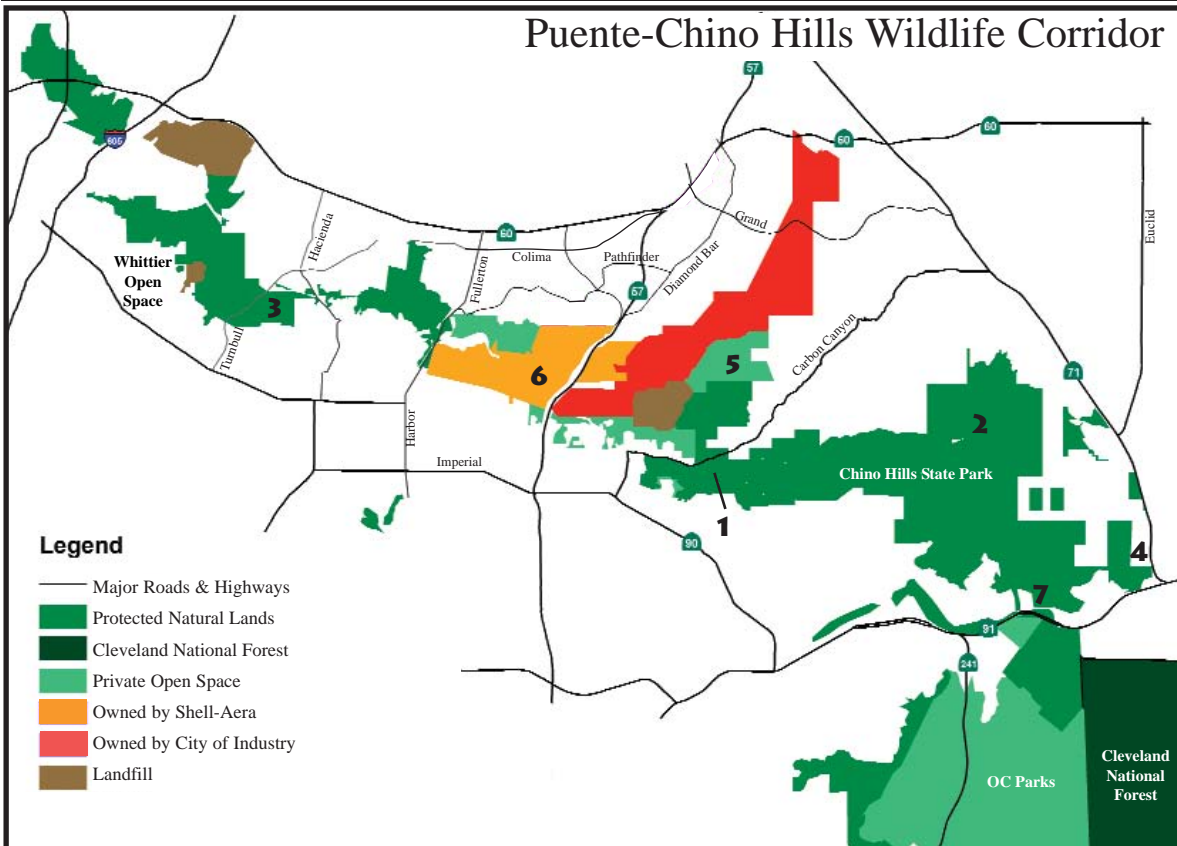 Puente-Chino Hills Wildlife Corridor
57
605
60
60
Grand
Euclid
Hacienda
60
Colima
Fullerton
Pathfinder
Diamond Bar
57
Whittier
Open
Space
3
Turnbull
Carbon Canyon
5
6
71
2
Harbor
Imperial
Chino Hills State Park
1
90
4
7
91
241
Legend
Major Roads & Highways
Protected Natural Lands
Cleveland National Forest
Private Open Space
Owned by Shell-Aera
Owned by City of Industry
Landfill
OC Parks
Cleveland
National
Forest